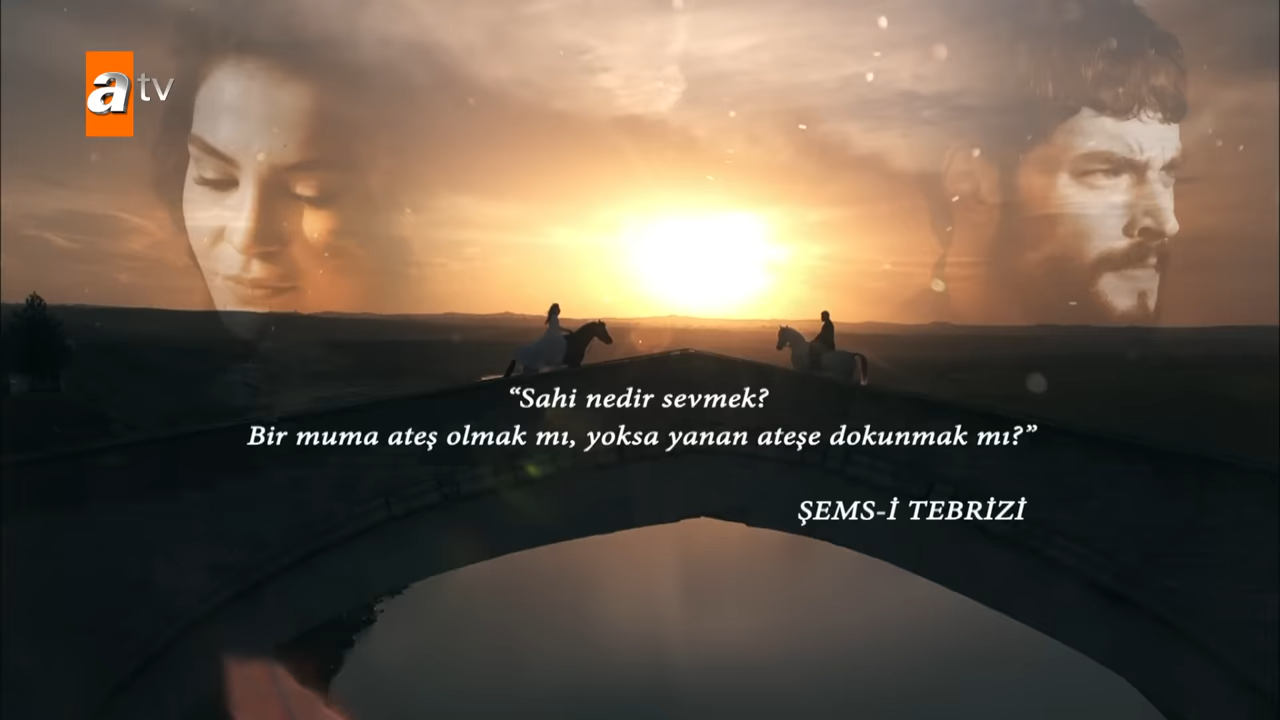 atv
“Sahi nedir sevmek?
Bir muma ateş olmak mı, yoksa yanan ateşe dokunmak mı?”
ŞEMS-İ TEBRİZİ